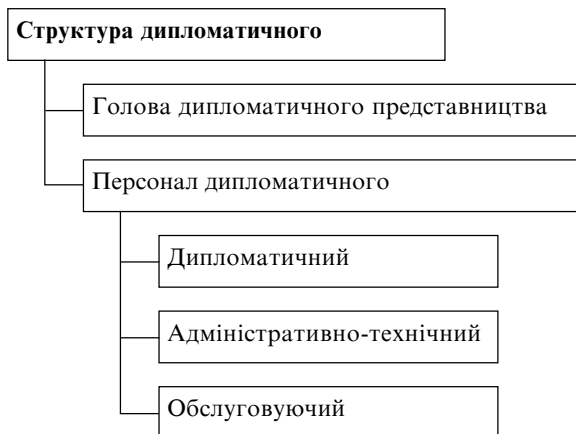 Структура дипломатичного
Голова дипломатичного представництва
Персонал дипломатичного
Дипломатичний
Адміністративно-технічний
Обслуговуючий